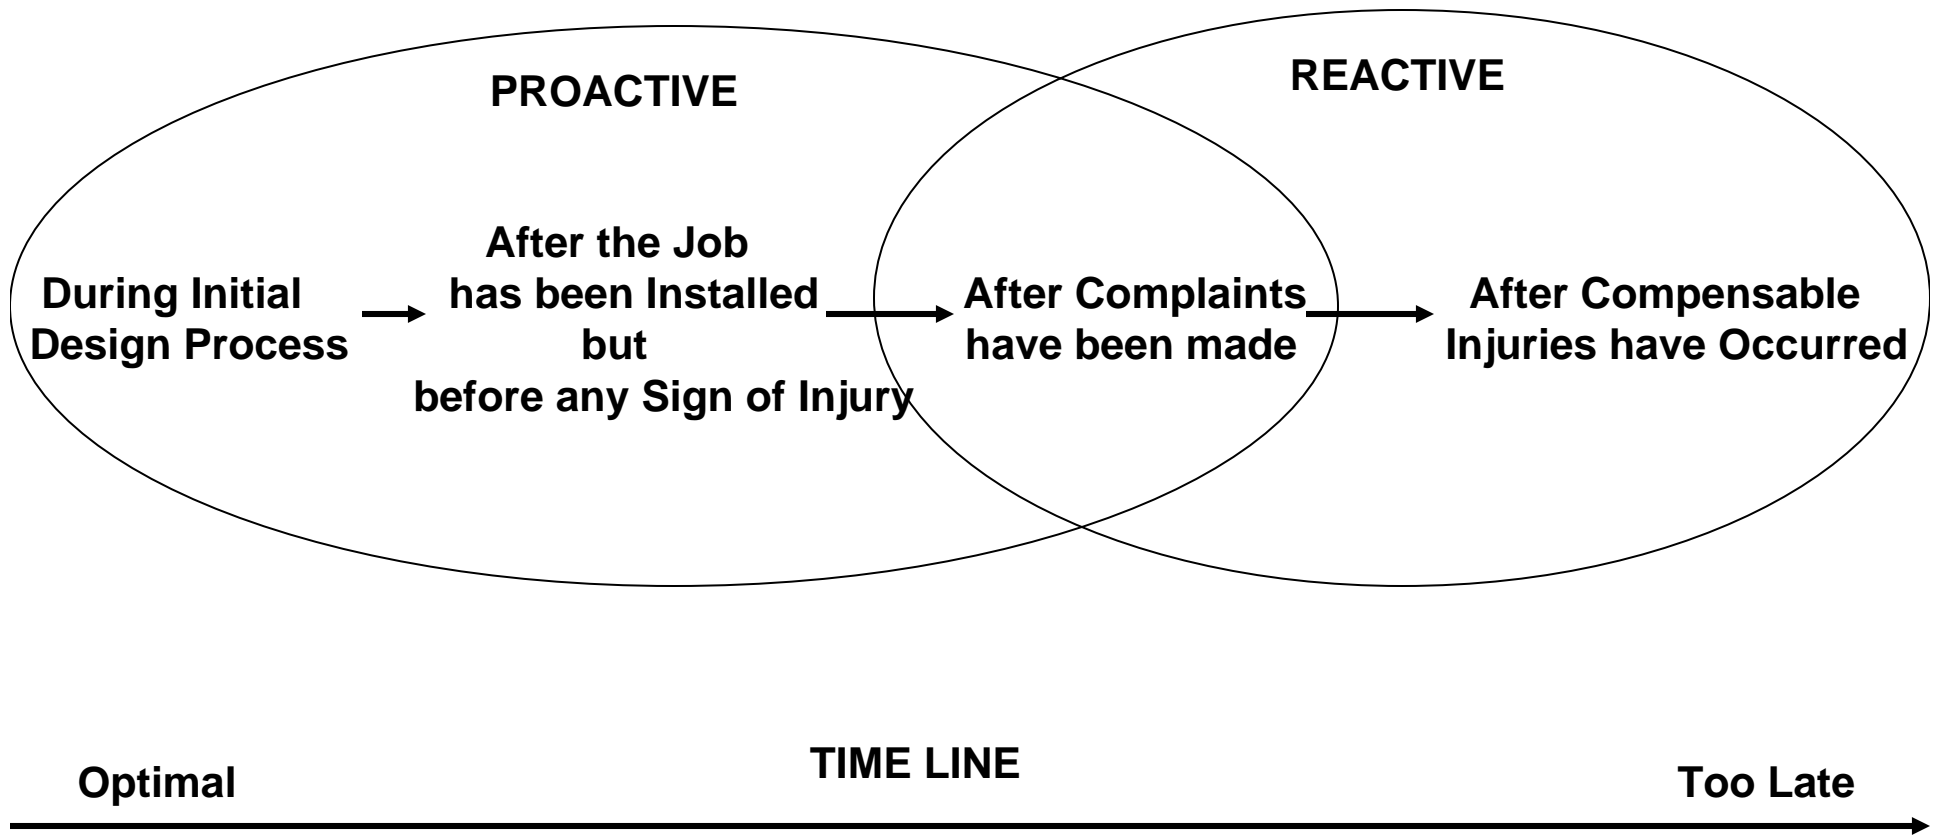 PROACTIVE
REACTIVE
During Initial
Design Process
After the Job
has been Installed
but
before any Sign of Injury
After Complaints
have been made
After Compensable
Injuries have Occurred
TIME LINE
Optimal
Too Late